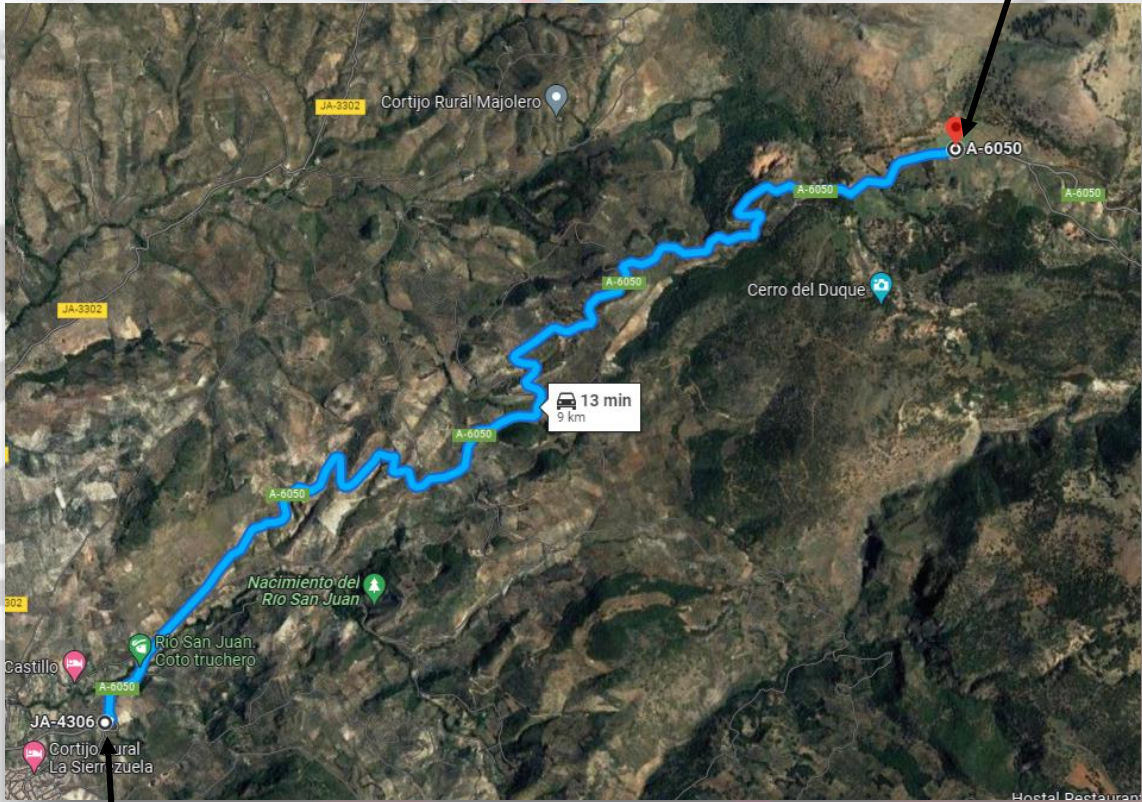 JA-3302
Cortijo Rural Majolero
A-6050
A-6050
A-6050
JA-3302
A-6050
Cerro del Duque
13 min
9 km
A-6050
A-6050
Nacimiento del
Río San Juan
302
Río San Juan.
Coto truchero
Castillo
A-6050
JA-4306
Cortijo Rural
La Sierrezuela
Hostal Restauran